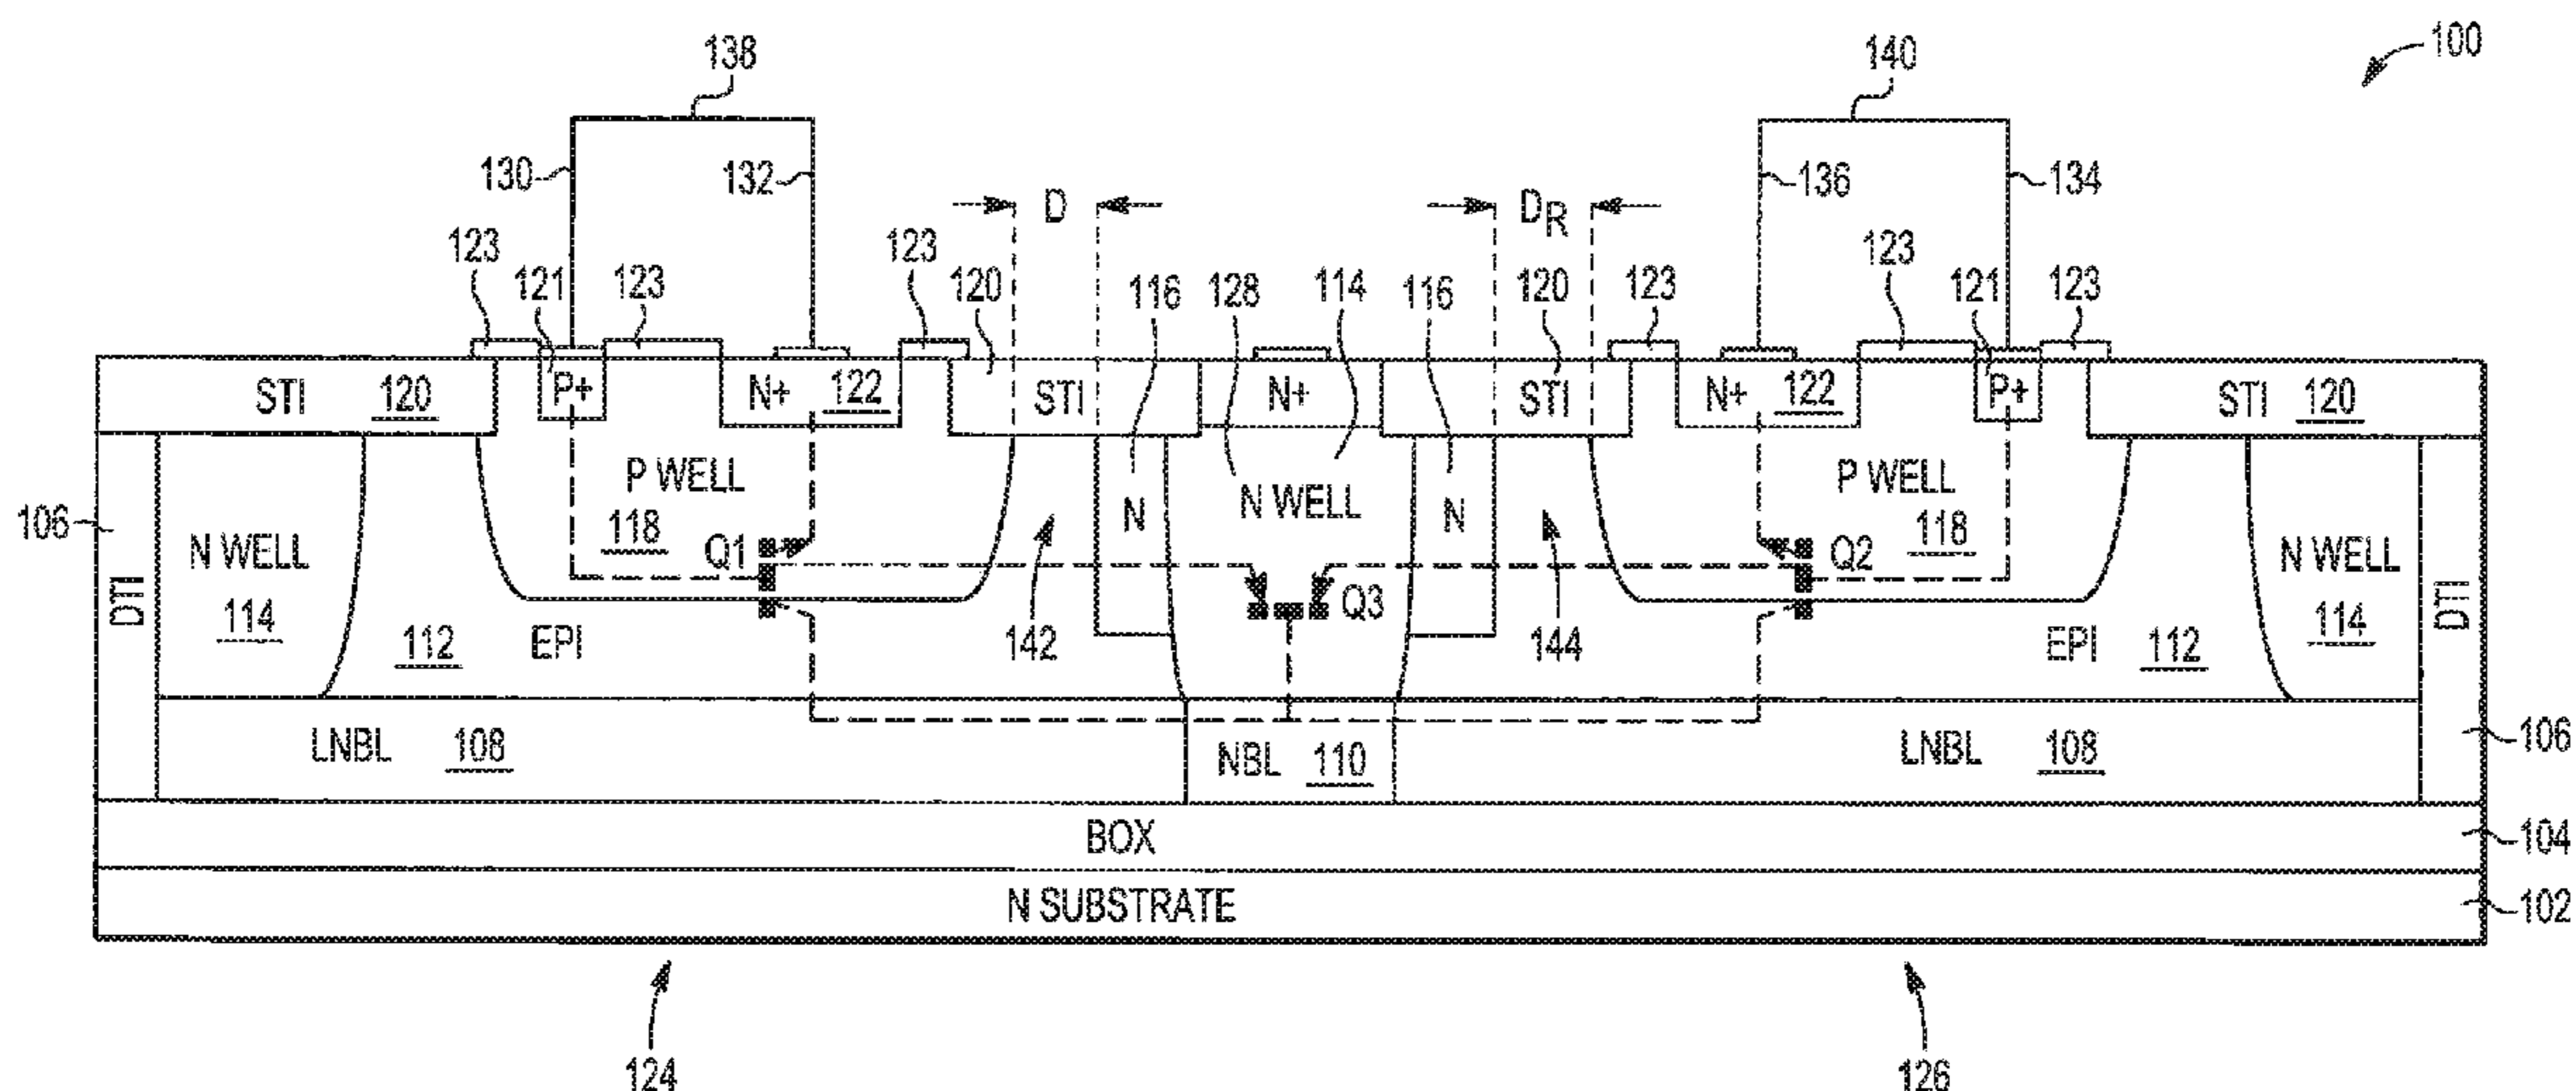 100
138
140
130
132
136
134
D
DR
123
121
123
123
120
116
128
114
116
120
123
123
121
123
STI 120
P+
N+ 122
STI
N+
STI
N+ 122
P+
STI 120
106
DTI
N WELL
114
P WELL
118
Q1
N
N WELL
N
P WELL
118
Q2
N WELL
114
DTI
Q3
112
EPI
142
144
EPI
112
LNBL 108
NBL 110
LNBL 108
106
BOX
104
N SUBSTRATE
102
124
126